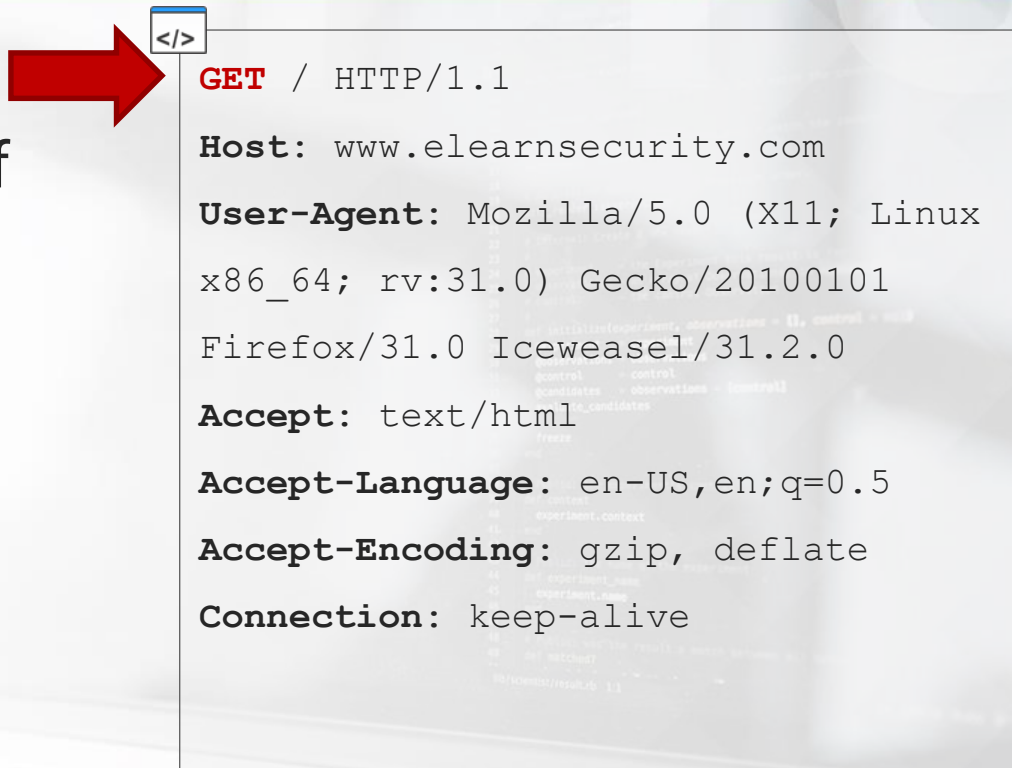 </>
GET / HTTP/1.1
f
Host: www.elearnsecurity.com
User-Agent: Mozilla/5.0 (X11; Linux
x86_64; rv:31.0) Gecko/20100101
Firefox/31.0 Iceweasel/31.2.0
Accept: text/html
Accept-Language: en-US,en;q=0.5
Accept-Encoding: gzip, deflate
Connection: keep-alive